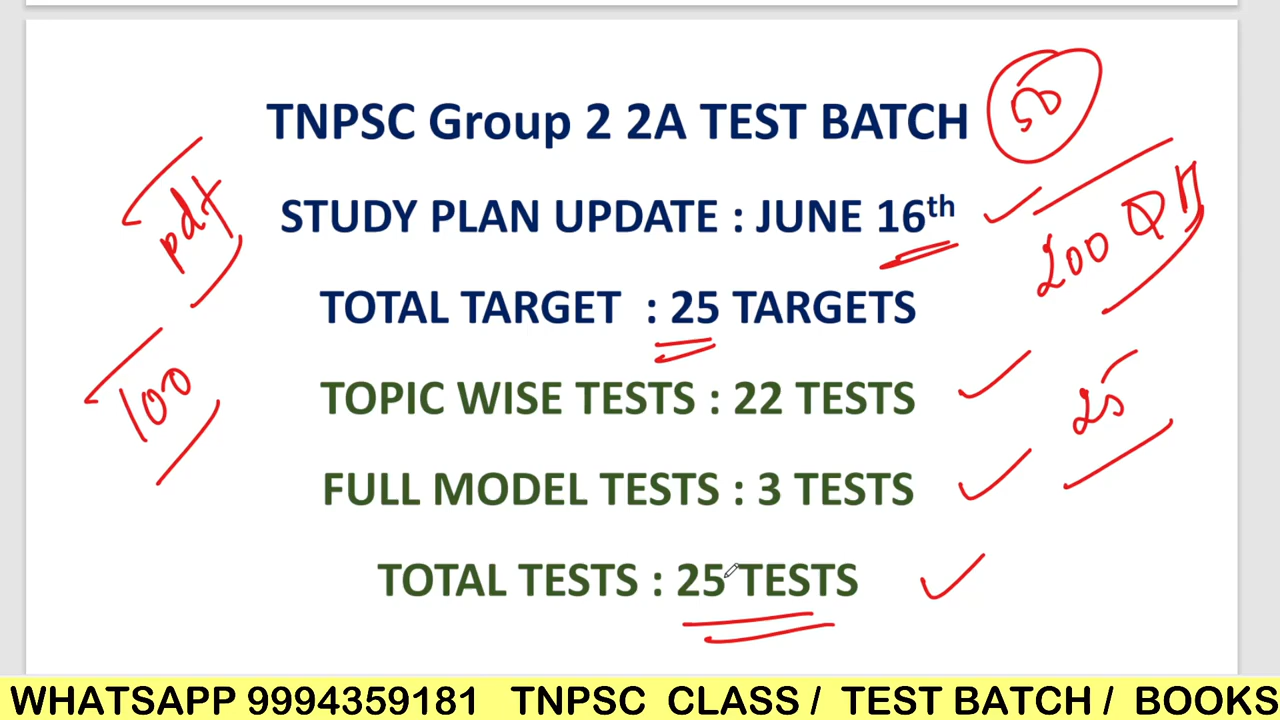 TNPSC Group 2 2A TEST BATCH
50
STUDY PLAN UPDATE : JUNE 16th
pdf
200 QN
TOTAL TARGET : 25 TARGETS
100
TOPIC WISE TESTS : 22 TESTS
25
FULL MODEL TESTS : 3 TESTS
TOTAL TESTS : 25 TESTS
WHATSAPP 9994359181 TNPSC CLASS / TEST BATCH / BOOKS